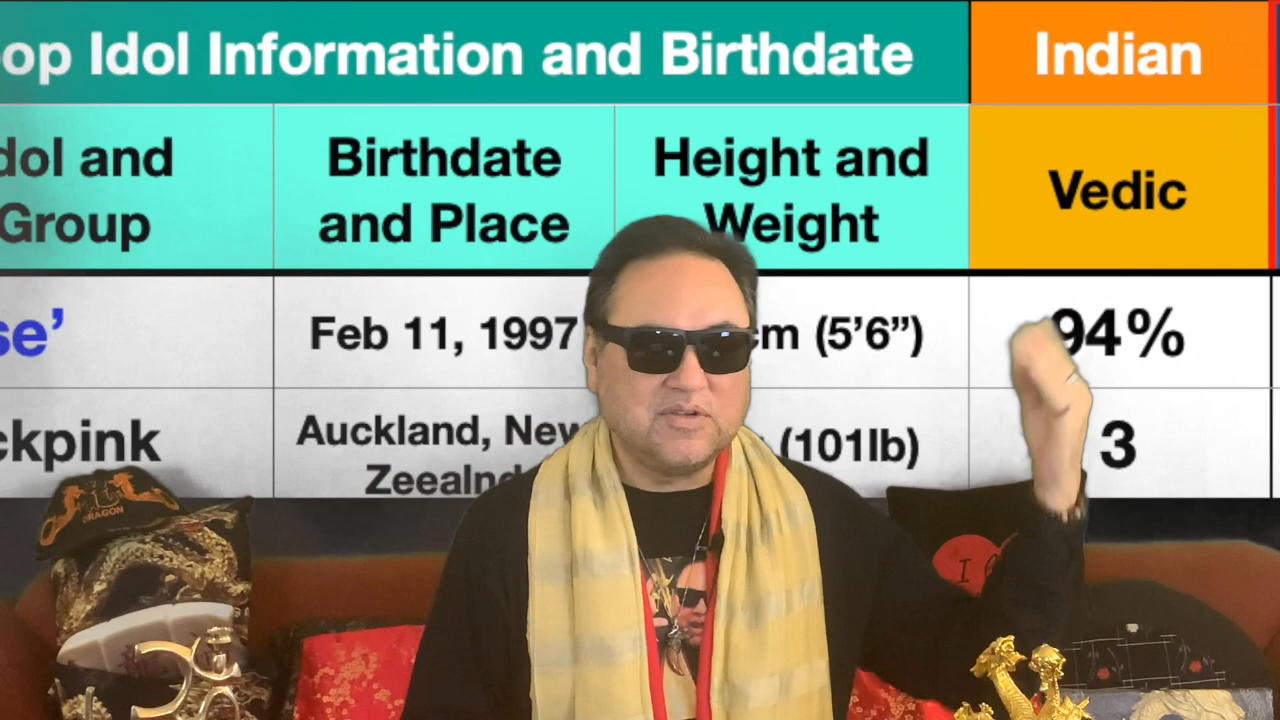 op Idol Information and Birthdate
Indian
dol and
Group
Birthdate
and Place
Height and
Weight
Vedic
se’
Feb 11, 1997
cm (5’6”)
94%
ckpink
Auckland, New
Zeealnd
(101lb)
3
DRAGON
I